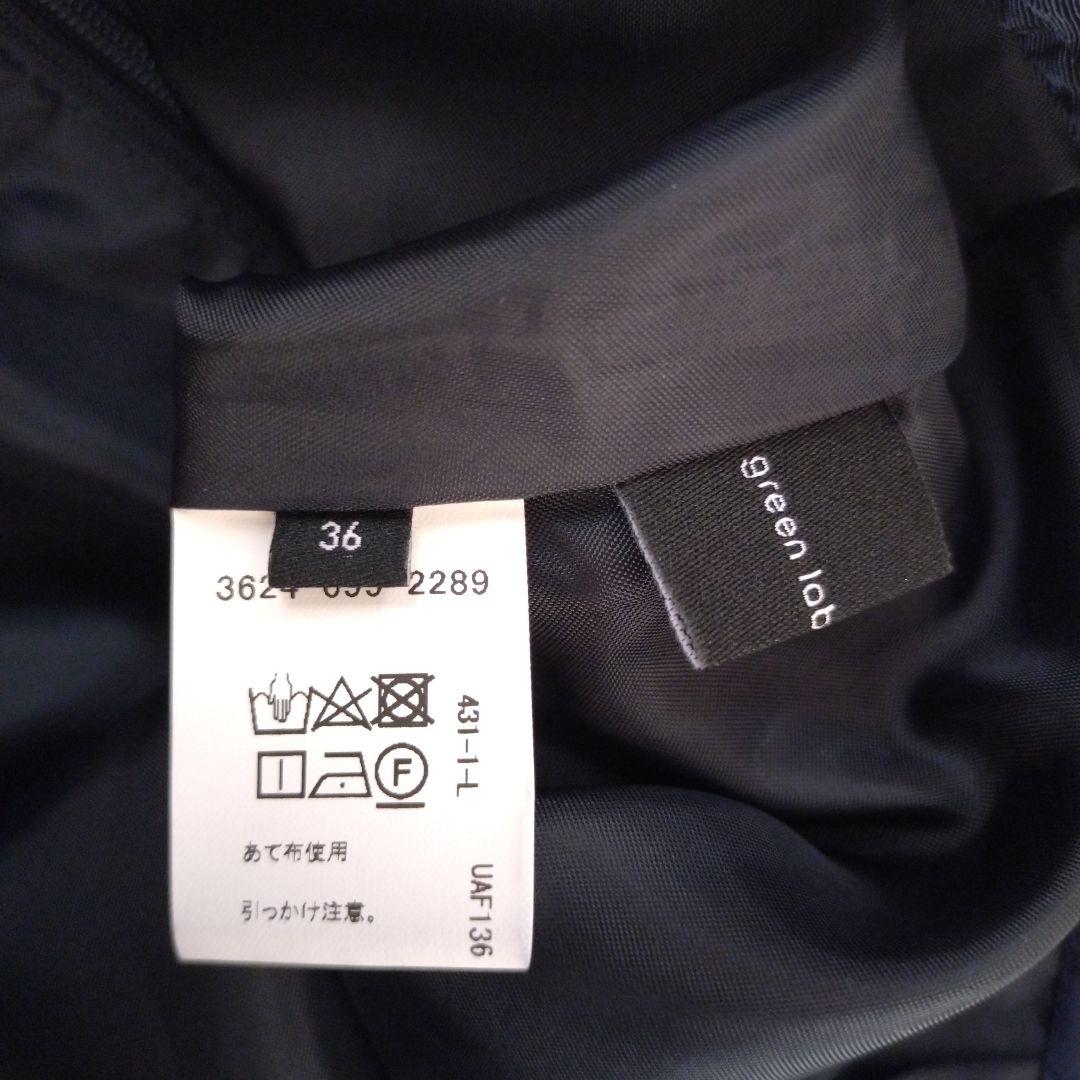 36
3624 2289
431-1-L
F
あて布使用
引っかけ注意。
UAF136
green lab